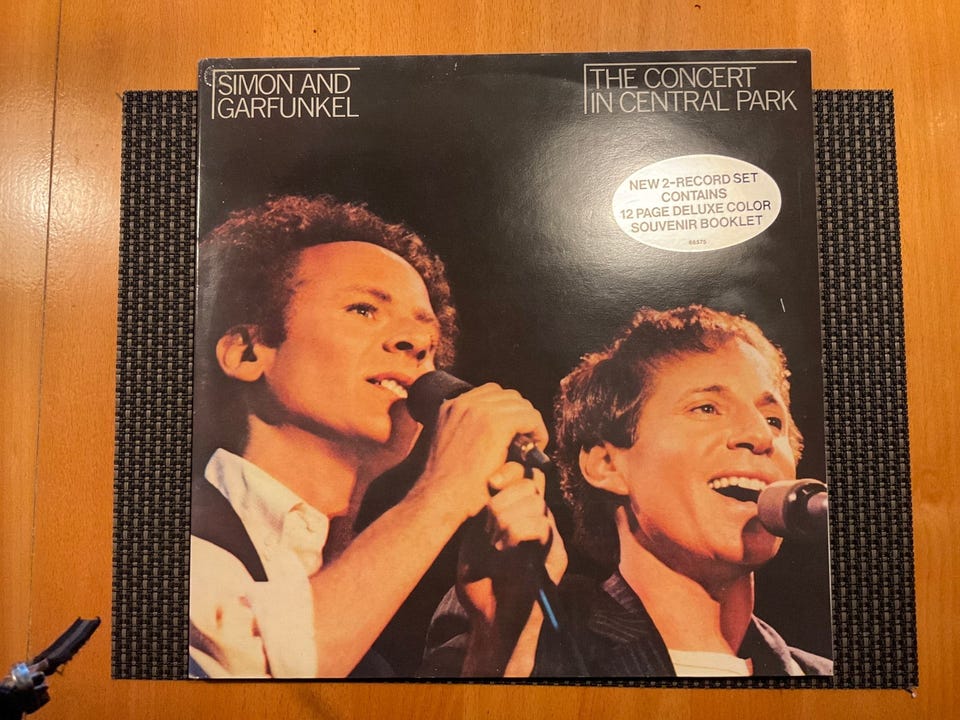 SIMON AND
GARFUNKEL
THE CONCERT
IN CENTRAL PARK
NEW 2-RECORD SET
CONTAINS
12 PAGE DELUXE COLOR
SOUVENIR BOOKLET
66575